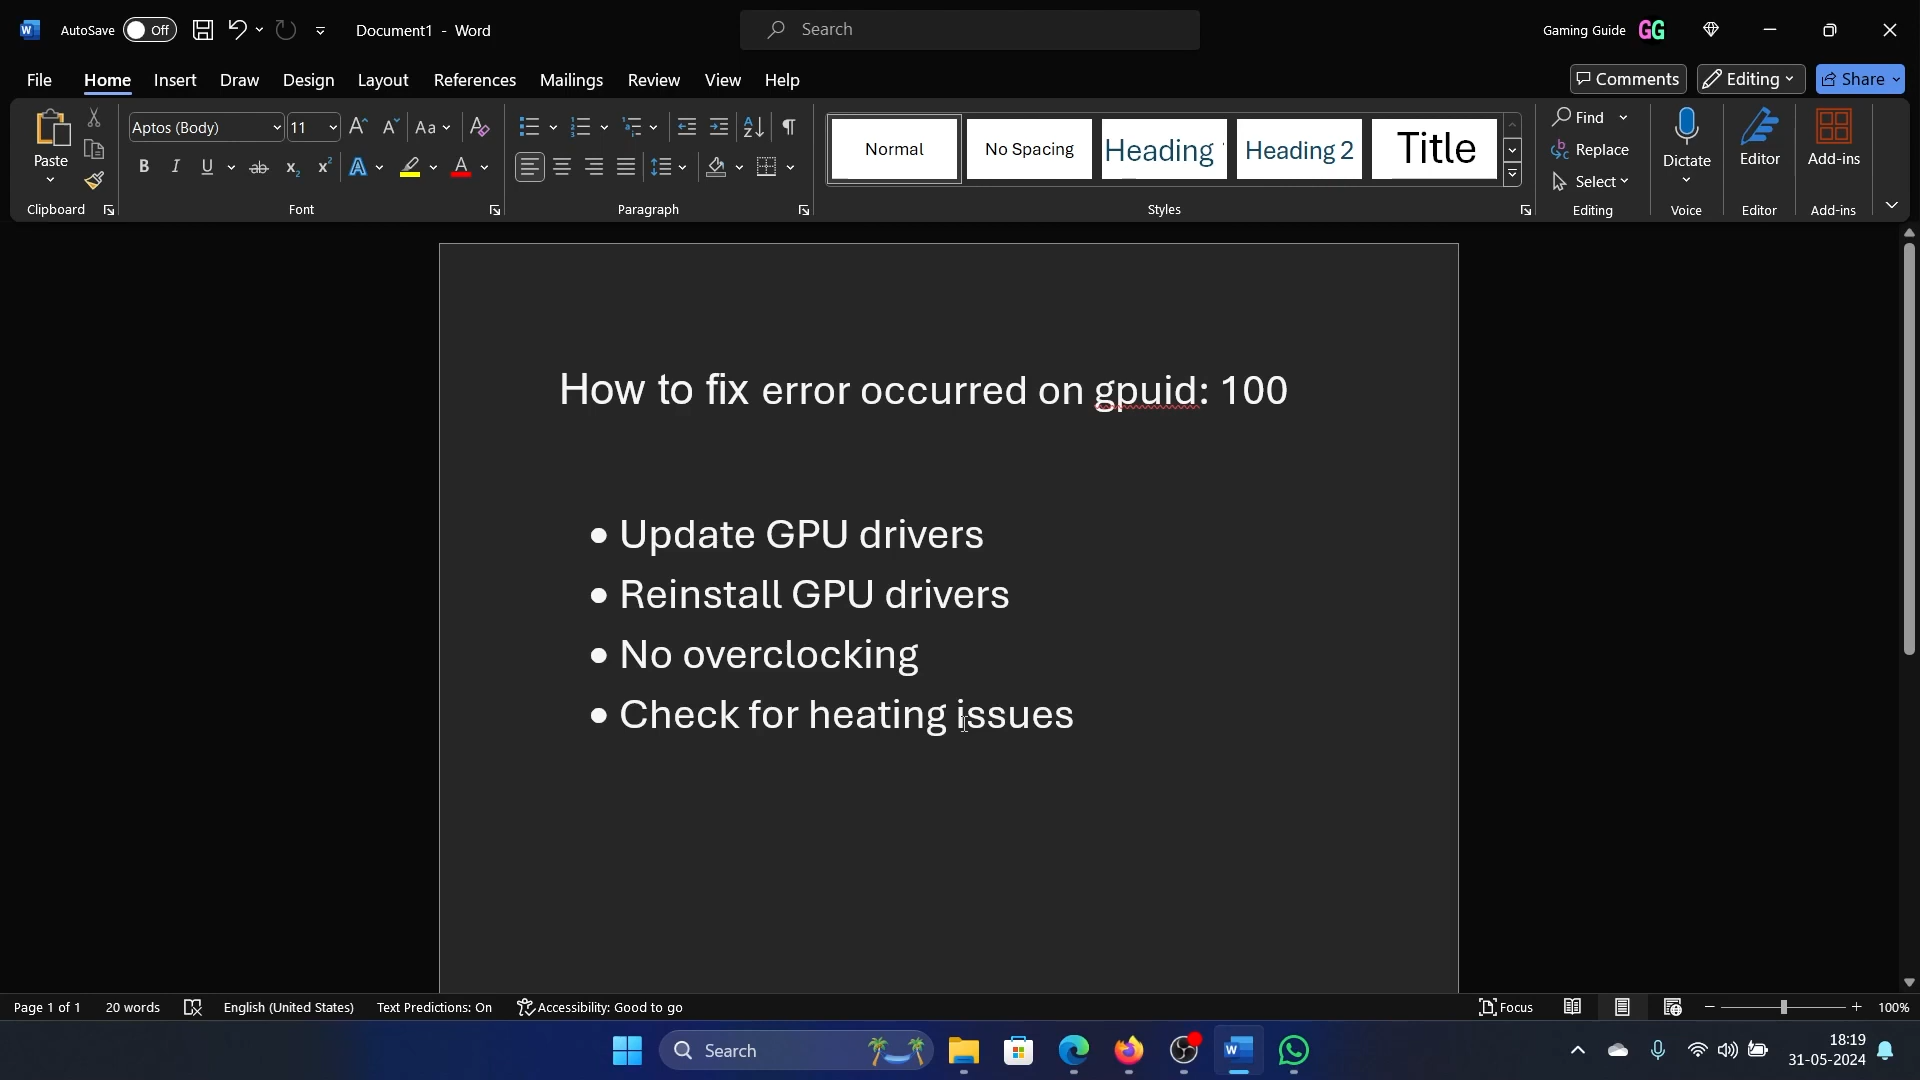 AutoSave Off Document1 - Word Search Gaming Guide GG
File Home Insert Draw Design Layout References Mailings Review View Help Comments Editing Share
Paste
Clipboard
Aptos (Body) 11 Aa
B I U ab x₂ x² A A
Font
Paragraph
Normal No Spacing Heading Heading 2 Title
Styles
Find
Replace
Select
Editing
Dictate
Voice
Editor
Editor
Add-ins
Add-ins
How to fix error occurred on gpuid: 100
• Update GPU drivers
• Reinstall GPU drivers
• No overclocking
• Check for heating issues
Page 1 of 1 20 words English (United States) Text Predictions: On Accessibility: Good to go Focus 100%
Search
18:19
31-05-2024